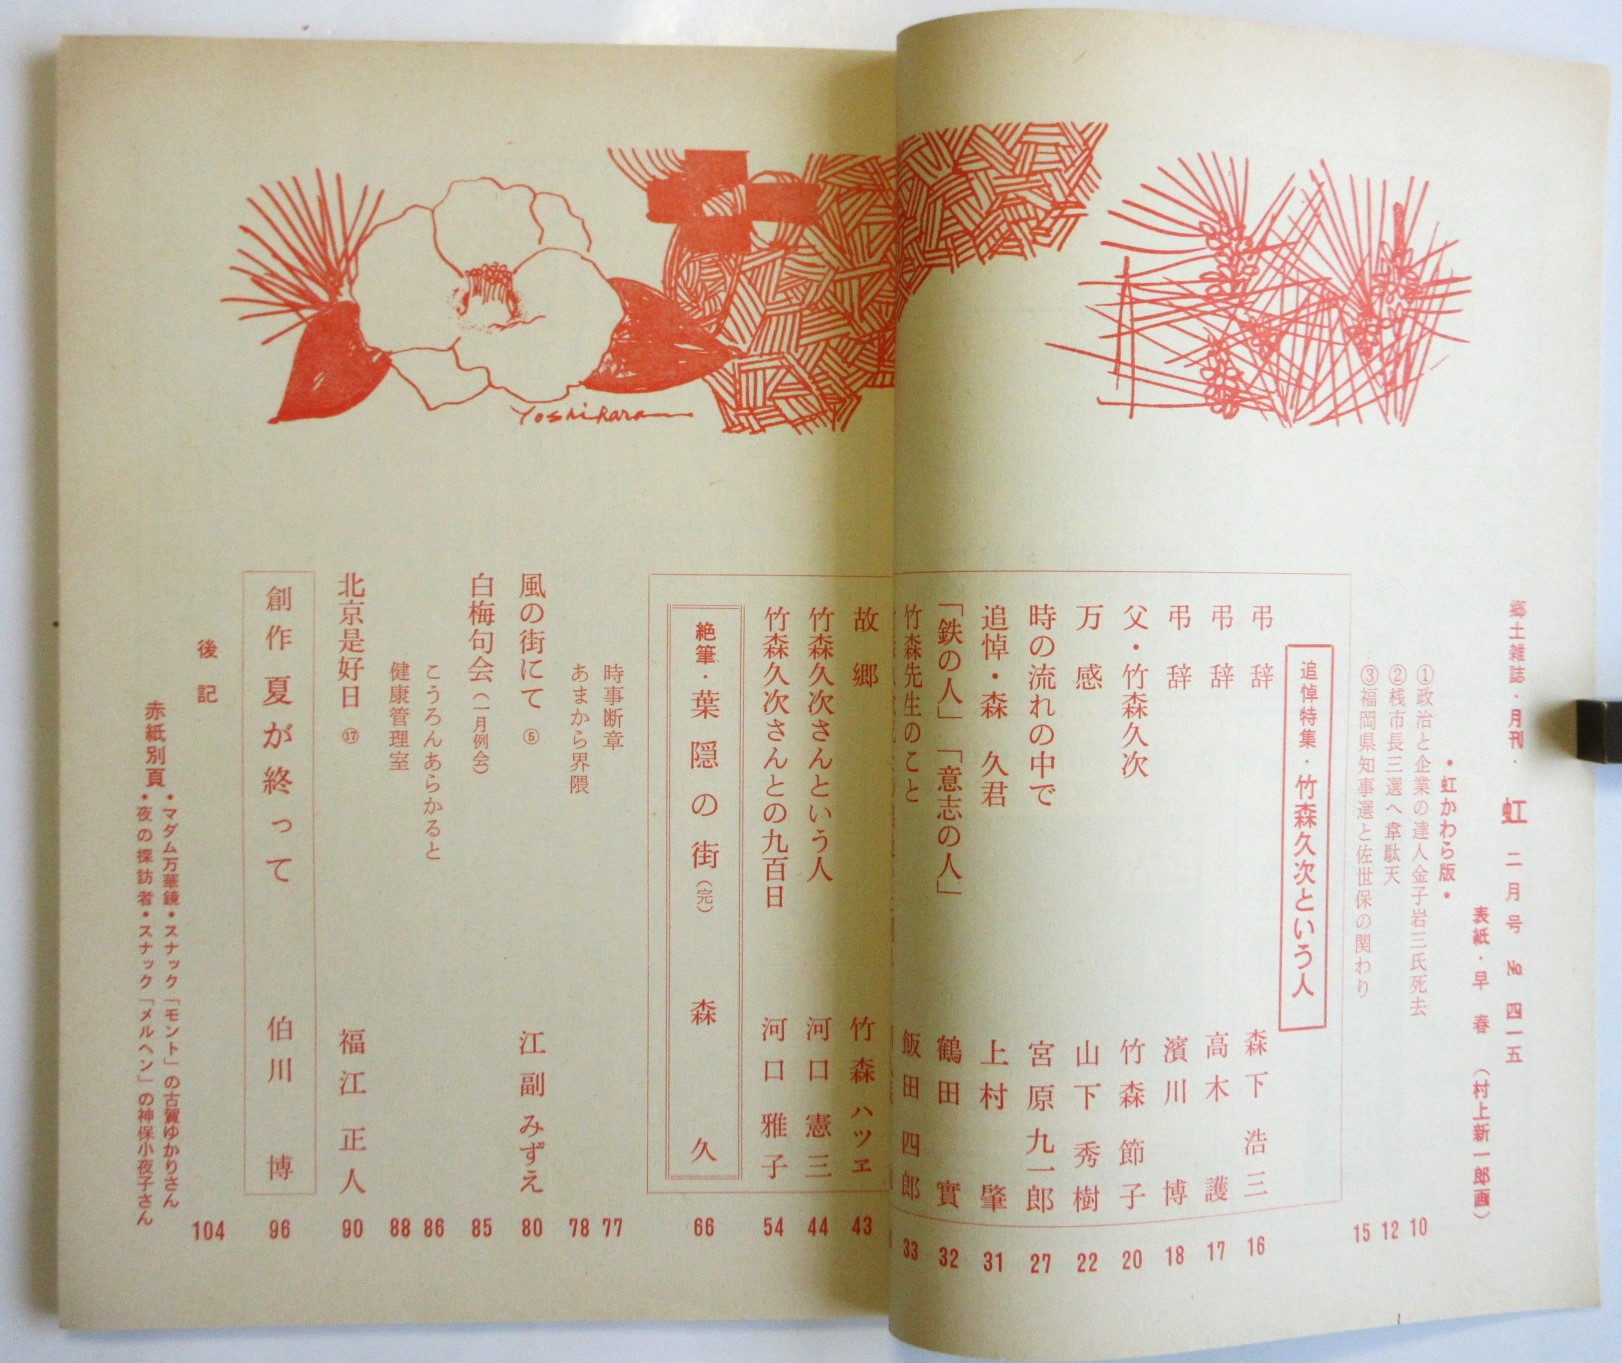 郷土雑誌・月刊・虹 二月号 No 四一五
表紙・早春 (村上新一郎画)
・虹かわら版・
①政治と企業の達人金子岩三氏死去 10
②桟市長三選へ韋駄天 12
③福岡県知事選と佐世保の関わり 15
追悼特集・竹森久次という人
弔辞 森下浩三 16
弔辞 高木護 17
弔辞 濱川博 18
父・竹森久次 竹森節子 20
万感 山下秀樹 22
時の流れの中で 宮原九一郎 27
追悼・森久君 上村肇 31
「鉄の人」「意志の人」 鶴田實 32
竹森先生のこと 飯田四郎 33
故郷 竹森ハツヱ 43
竹森久次さんという人 河口憲三 44
竹森久次さんとの九百日 河口雅子 54
絶筆・葉隠の街(完) 森久 66
時事断章 77
あまから界隈 78
風の街にて⑤ 江副みずえ 80
白梅句会(一月例会) 85
こうろんあらかると 86
健康管理室 88
北京是好日⑰ 福江正人 90
創作 夏が終って 伯川博 96
後記 104
赤紙別頁・マダム万華鏡・スナック「モント」の古賀ゆかりさん
・夜の探訪者・スナック「メルヘン」の神保小夜子さん
Yoshihara